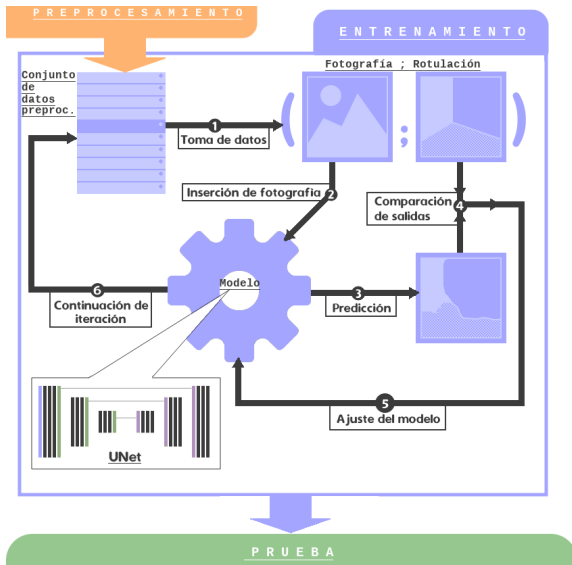 PREPROCESAMIENTO
ENTRENAMIENTO
Fotografía ; Rotulación
Conjunto
de
datos
preproc.
1
Toma de datos
( ; )
Inserción de fotografía 2
Comparación 4
de salidas
Modelo
3
Predicción
6
Continuación de
iteración
5
Ajuste del modelo
UNet
PRUEBA